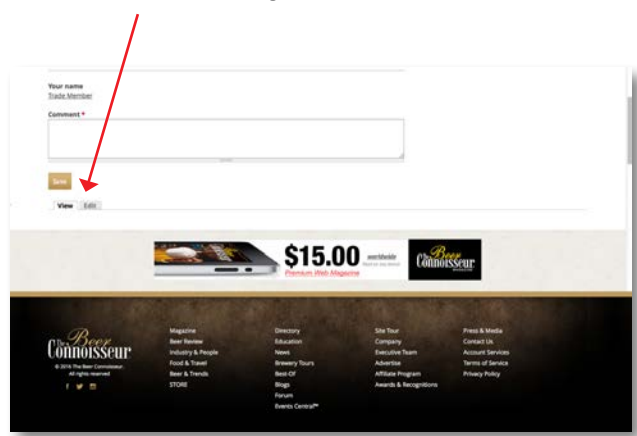 Your name
Trade Member
Comment *
Save
View Edit
$15.00 worldwide
Premium Web Magazine
The Beer Connoisseur
The Beer Connoisseur
© 2016 The Beer Connoisseur.
All rights reserved
Magazine
Beer Review
Industry & People
Food & Travel
Beer & Trends
STORE
Directory
Education
News
Brewery Tours
Best-Of
Blogs
Forum
Events Central℠
Site Tour
Company
Executive Team
Advertise
Affiliate Program
Awards & Recognitions
Press & Media
Contact Us
Account Services
Terms of Service
Privacy Policy